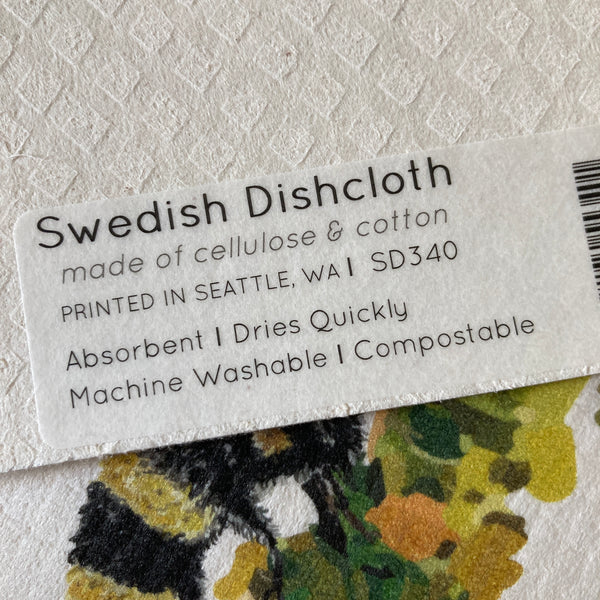 Swedish Dishcloth
made of cellulose & cotton
PRINTED IN SEATTLE, WA | SD340
Absorbent | Dries Quickly
Machine Washable | Compostable